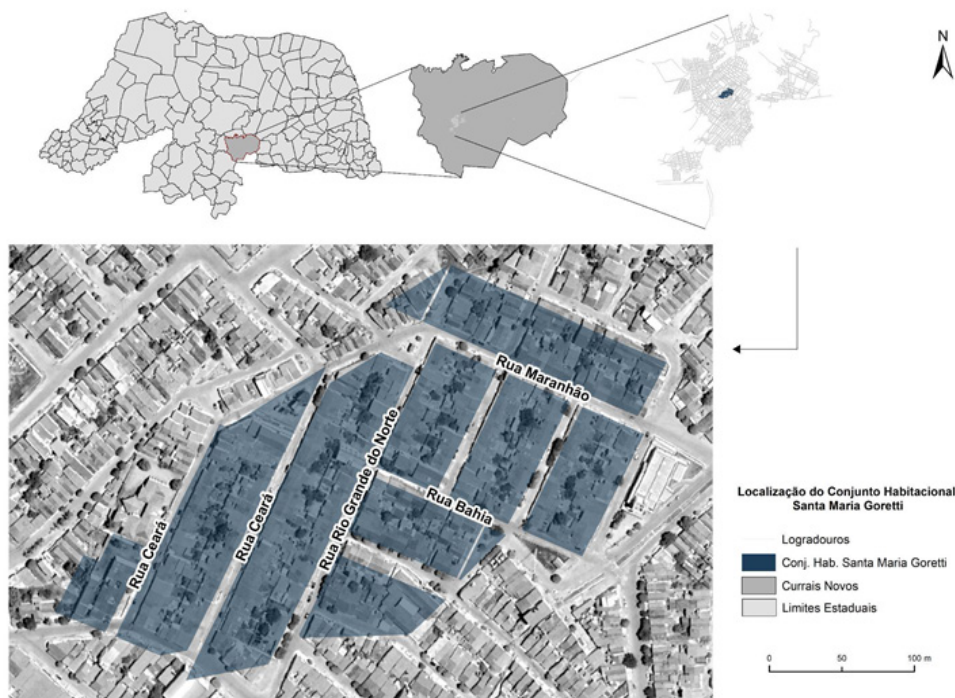 N
Rua Maranhão
Rua Rio Grande do Norte
Rua Bahia
Rua Ceará
Rua Ceará
Localização do Conjunto Habitacional
Santa Maria Goretti
Logradouros
Conj. Hab. Santa Maria Goretti
Currais Novos
Limites Estaduais
0 50 100 m